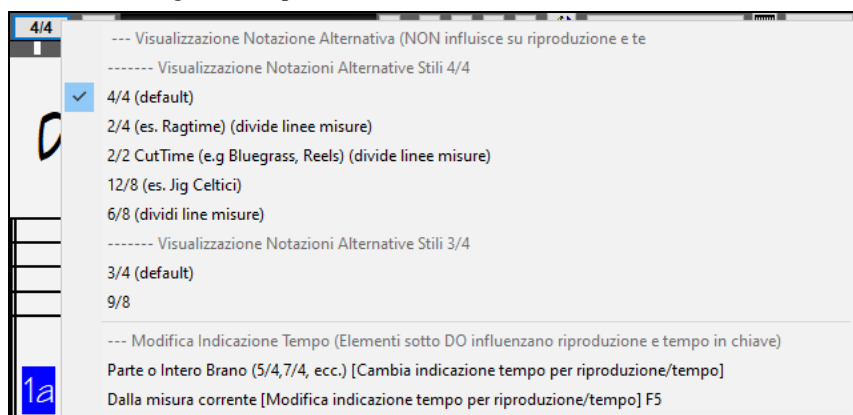 4/4
--- Visualizzazione Notazione Alternativa (NON influisce su riproduzione e te
------- Visualizzazione Notazioni Alternative Stili 4/4
4/4 (default)
2/4 (es. Ragtime) (divide linee misure)
2/2 CutTime (e.g Bluegrass, Reels) (divide linee misure)
12/8 (es. Jig Celtici)
6/8 (dividi line misure)
------- Visualizzazione Notazioni Alternative Stili 3/4
3/4 (default)
9/8
--- Modifica Indicazione Tempo (Elementi sotto DO influenzano riproduzione e tempo in chiave)
Parte o Intero Brano (5/4,7/4, ecc.) [Cambia indicazione tempo per riproduzione/tempo]
Dalla misura corrente [Modifica indicazione tempo per riproduzione/tempo] F5
1a